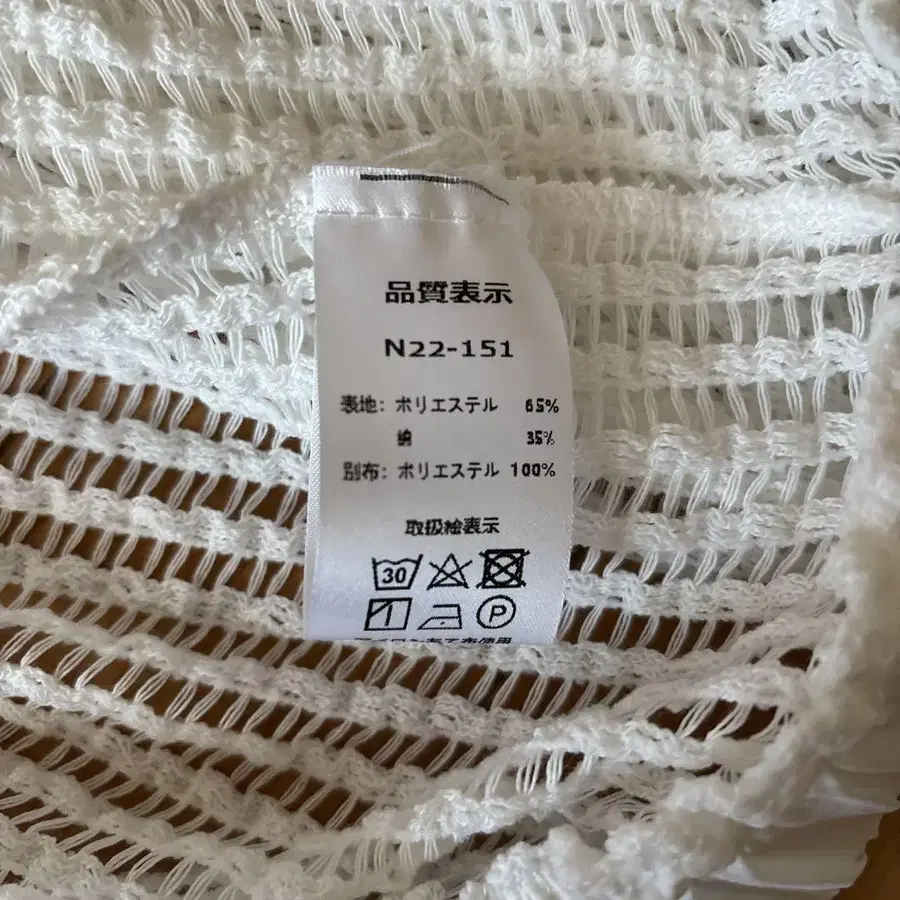 品質表示
N22-151
表地: ポリエステル 65%
綿 35%
別布: ポリエステル 100%
取扱絵表示
30
P